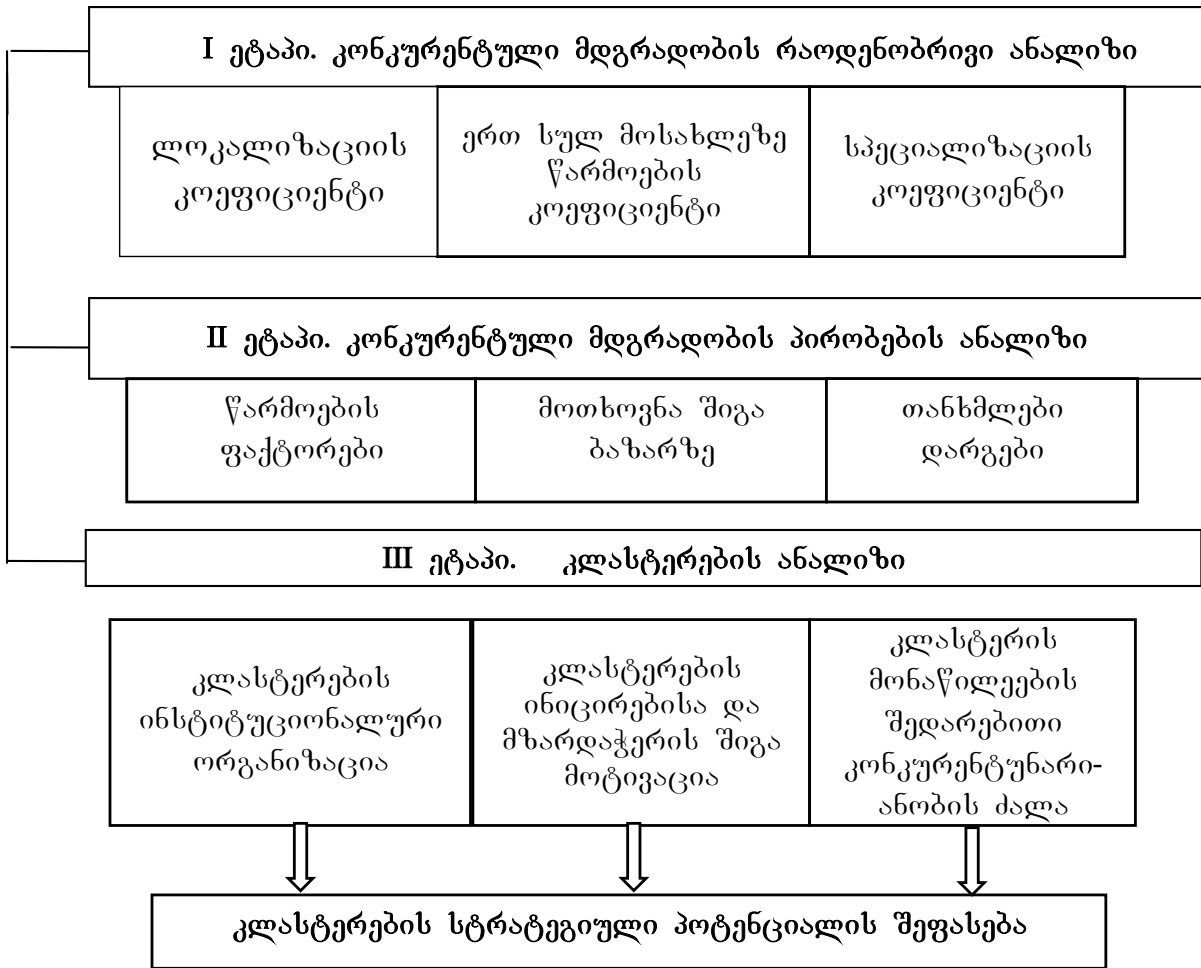 I ეტაპი. კონკურენტული მდგრადობის რაოდენობრივი ანალიზი
ლოკალიზაციის
კოეფიციენტი
ერთ სულ მოსახლეზე
წარმოების
კოეფიციენტი
სპეციალიზაციის
კოეფიციენტი
II ეტაპი. კონკურენტული მდგრადობის პირობების ანალიზი
წარმოების
ფაქტორები
მოთხოვნა შიგა
ბაზარზე
თანხმლები
დარგები
III ეტაპი. კლასტერების ანალიზი
კლასტერების
ინსტიტუციონალური
ორგანიზაცია
კლასტერების
ინიცირებისა და
მზარდაჭერის შიგა
მოტივაცია
კლასტერის
მონაწილეების
შედარებითი
კონკურენტუნარი-
ანობის ძალა
კლასტერების სტრატეგიული პოტენციალის შეფასება